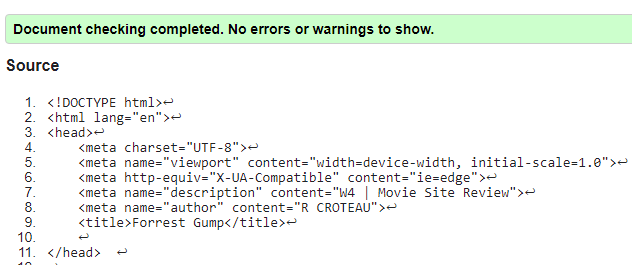 Document checking completed. No errors or warnings to show.
Source
1. <!DOCTYPE html>↩
2. <html lang="en">↩
3. <head>↩
4.     <meta charset="UTF-8">↩
5.     <meta name="viewport" content="width=device-width, initial-scale=1.0">↩
6.     <meta http-equiv="X-UA-Compatible" content="ie=edge">↩
7.     <meta name="description" content="W4 | Movie Site Review">↩
8.     <meta name="author" content="R CROTEAU">↩
9.     <title>Forrest Gump</title>↩
10.     ↩
11. </head>  ↩